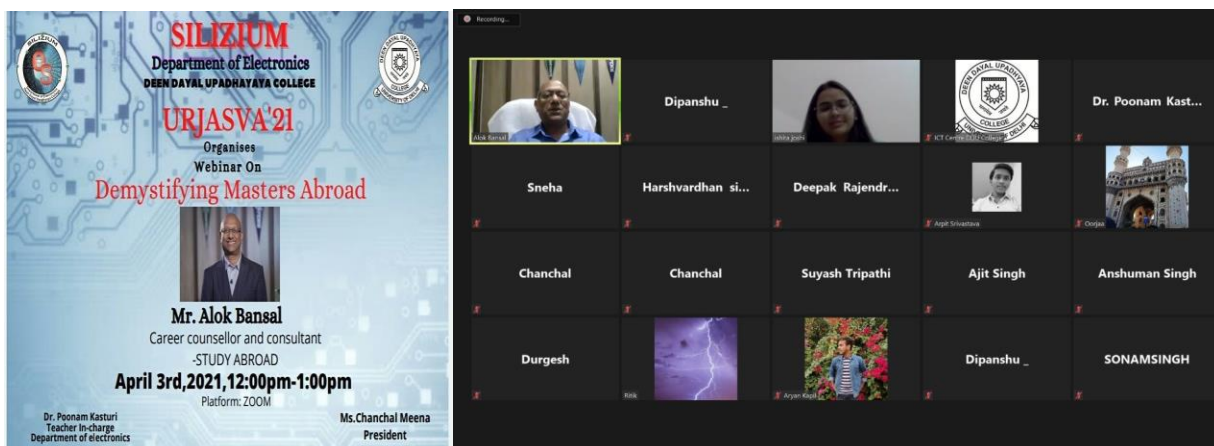 SILIZIUM
Department of Electronics
DEEN DAYAL UPADHAYAYA COLLEGE
URJASVA'21
Organises
Webinar On
Demystifying Masters Abroad
Mr. Alok Bansal
Career counsellor and consultant
-STUDY ABROAD
April 3rd,2021,12:00pm-1:00pm
Platform: ZOOM
Dr. Poonam Kasturi
Teacher In-charge
Department of electronics
Ms.Chanchal Meena
President
Recording...
Alok Bansal
Dipanshu _
Ishita Joshi
DEEN DAYAL UPADHYAYA COLLEGE
ICT Centre DDU College
Dr. Poonam Kast...
Sneha
Harshvardhan si...
Deepak Rajendr...
Arpit Srivastava
Oorjaa
Chanchal
Chanchal
Suyash Tripathi
Ajit Singh
Anshuman Singh
Durgesh
Ritik
Aryan Kapil
Dipanshu _
SONAMSINGH